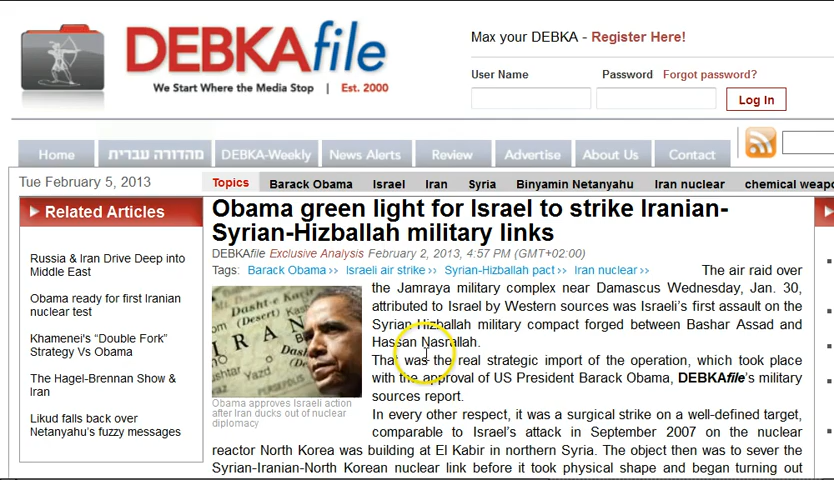 DEBKAfile
We Start Where the Media Stop | Est. 2000
Max your DEBKA - Register Here!
User Name
Password Forgot password?
Log In
Home
מהדורה עברית
DEBKA-Weekly
News Alerts
Review
Advertise
About Us
Contact
Tue February 5, 2013
Topics Barack Obama Israel Iran Syria Binyamin Netanyahu Iran nuclear chemical weapo
Related Articles
Russia & Iran Drive Deep into
Middle East
Obama ready for first Iranian
nuclear test
Khamenei's "Double Fork"
Strategy Vs Obama
The Hagel-Brennan Show &
Iran
Likud falls back over
Netanyahu's fuzzy messages
Obama green light for Israel to strike Iranian-
Syrian-Hizballah military links
DEBKAfile Exclusive Analysis February 2, 2013, 4:57 PM (GMT+02:00)
Tags: Barack Obama ›› Israeli air strike ›› Syrian-Hizballah pact ›› Iran nuclear ››
Dasht-e Ka
(Desert) Kavir
IRAN
Obama approves Israeli action
after Iran ducks out of nuclear
diplomacy
The air raid over
the Jamraya military complex near Damascus Wednesday, Jan. 30,
attributed to Israel by Western sources was Israeli's first assault on the
Syrian-Hizballah military compact forged between Bashar Assad and
Hassan Nasrallah.
That was the real strategic import of the operation, which took place
with the approval of US President Barack Obama, DEBKAfile's military
sources report.
In every other respect, it was a surgical strike on a well-defined target,
comparable to Israel's attack in September 2007 on the nuclear
reactor North Korea was building at El Kabir in northern Syria. The object then was to sever the
Syrian-Iranian-North Korean nuclear link before it took physical shape and began turning out